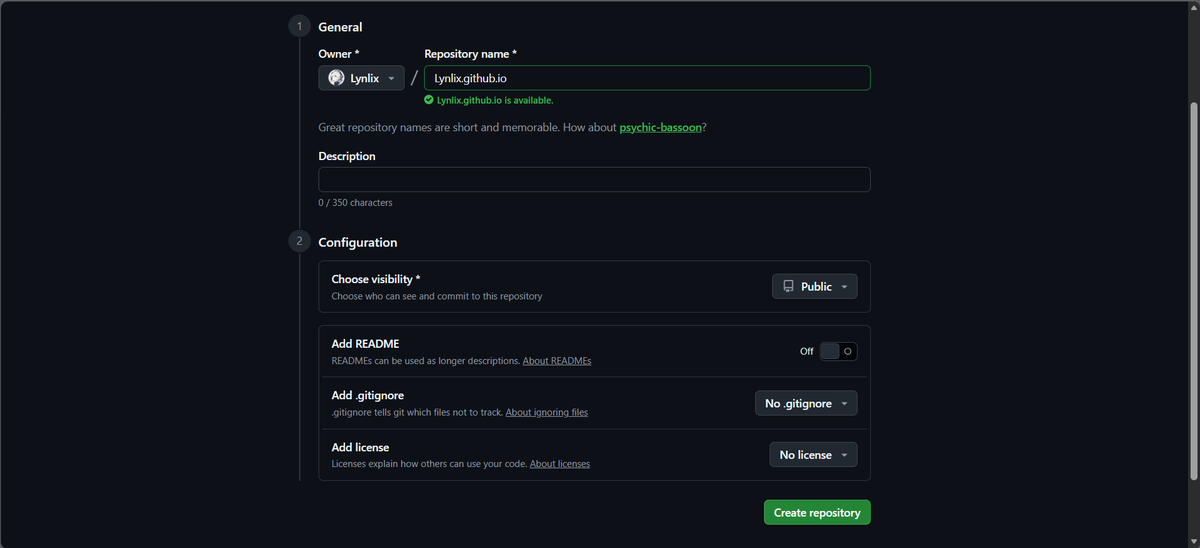 1 General
Owner *
Repository name *
Lynlix / Lynlix.github.io
Lynlix.github.io is available.
Great repository names are short and memorable. How about psychic-bassoon?
Description
0 / 350 characters
2 Configuration
Choose visibility *
Choose who can see and commit to this repository
Public
Add README
READMEs can be used as longer descriptions. About READMEs
Off
Add .gitignore
.gitignore tells git which files not to track. About ignoring files
No .gitignore
Add license
Licenses explain how others can use your code. About licenses
No license
Create repository